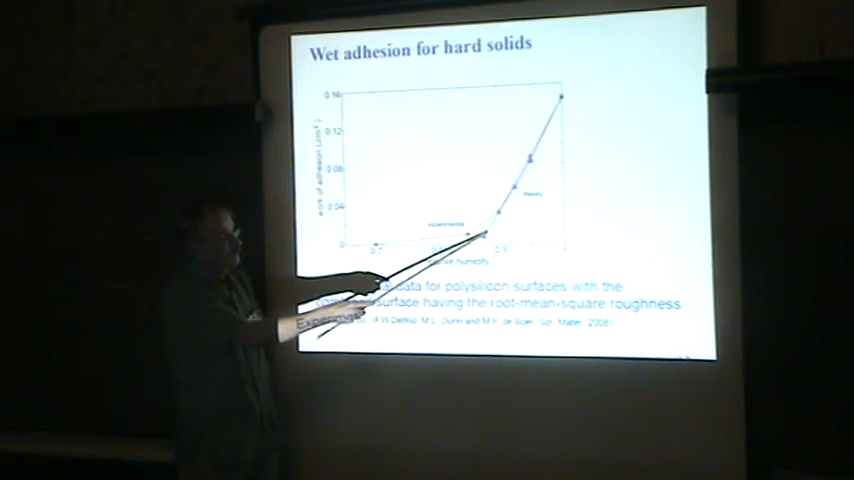 Wet adhesion for hard solids
0.16
0.12
0.08
0.04
0
work of adhesion (J/m²)
theory
experimental
0.7
0.9
humidity
data for polysilicon surfaces with the
surface having the root-mean-square roughness
Experimental
F.W. DelRio, M.L. Dunn and M.P. de Boer, Scr. Mater. 2008)